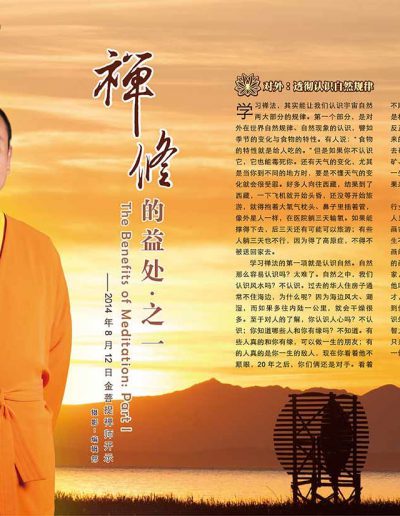 禅修
的益处·之一
The Benefits of Meditation: Part I
——2014年8月12日金菩提禅师开示
对外：透彻认识自然规律
学习禅法，其实能让我们认识宇宙自然
两大部分的规律。第一个部分，是对
外在世界自然规律、自然现象的认识，譬如
季节的变化与食物的特性。有人说：“食物
的特性就是给人吃的。”但是如果你不认识
它，它也能毒死你。还有天气的变化，尤其
是当你到不同的地方时，要是不懂天气的变
化就会很受罪。好多人向往西藏，结果到了
西藏，一下飞机就开始头昏，还没等开始旅
游，就得抱着大氧气枕头、鼻子里插着管，
像外星人一样，在医院躺三天输氧。如果能
撑得下去，后三天还有可能可以旅游；有些
人躺三天也不行，因为得了高原症，不得不
被送回家去。
学习禅法的第一项就是认识自然。自然
那么容易认识吗？太难了。自然之中，我们
认识风水吗？不认识。过去的华人住房子通
常不住海边，为什么呢？因为海边风大、潮
湿，而如果多往内陆一公里，就会干燥很
多。至于对人的了解，你认识人心吗？不认
识；你知道哪些人和你有缘吗？不知道。有
些人真的和你有缘，可以做一生的朋友；有
的人真的是你一生的敌人，现在你看着他不
顺眼，20年之后，你们俩还是对手。看着